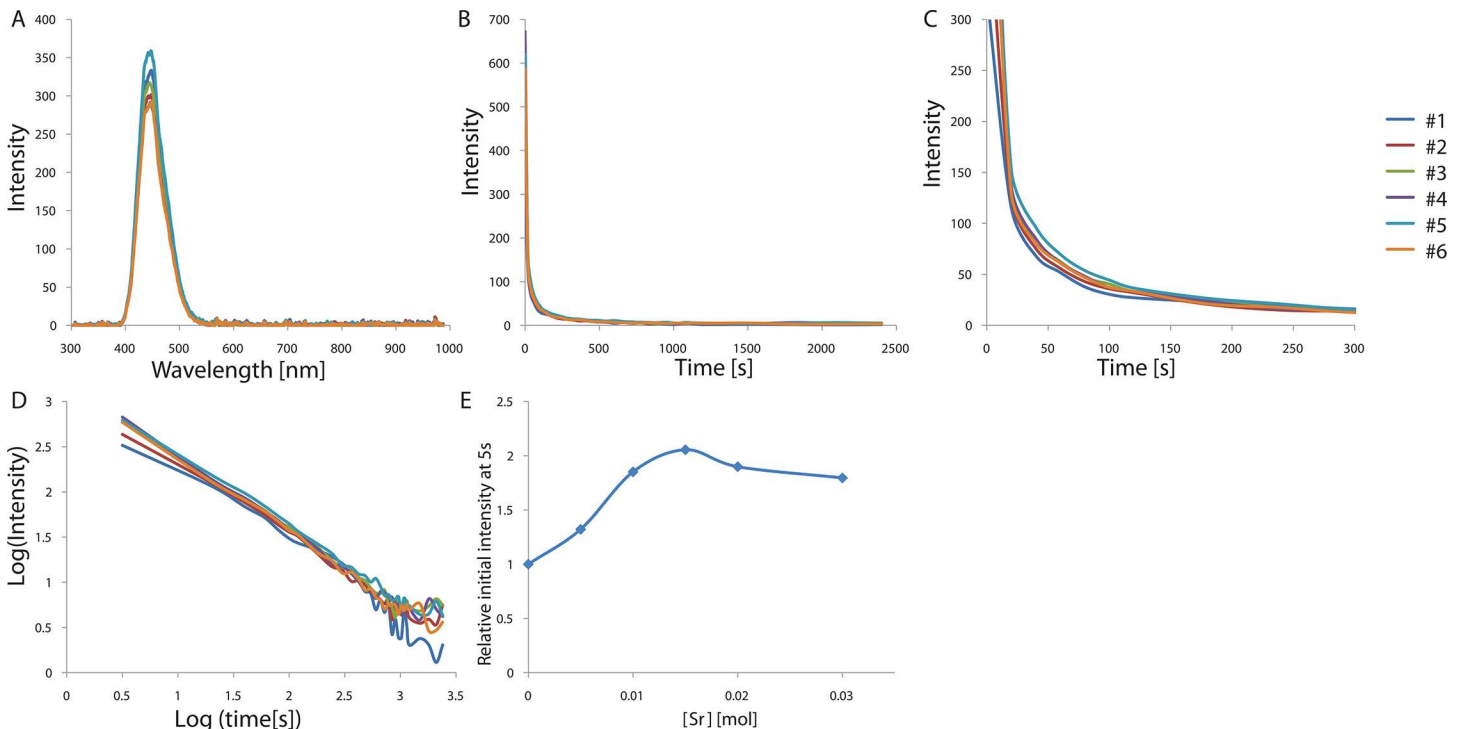 A
400
350
300
250
200
150
100
50
0
300 400 500 600 700 800 900 1000
Intensity
Wavelength [nm]
B
700
600
500
400
300
200
100
0
0 500 1000 1500 2000 2500
Intensity
Time [s]
C
300
250
200
150
100
50
0
0 50 100 150 200 250 300
Intensity
Time [s]
#1
#2
#3
#4
#5
#6
D
3
2.5
2
1.5
1
0.5
0
0 0.5 1 1.5 2 2.5 3 3.5
Log(Intensity)
Log (time[s])
E
2.5
2
1.5
1
0.5
0
0 0.01 0.02 0.03
Relative initial intensity at 5s
[Sr] [mol]